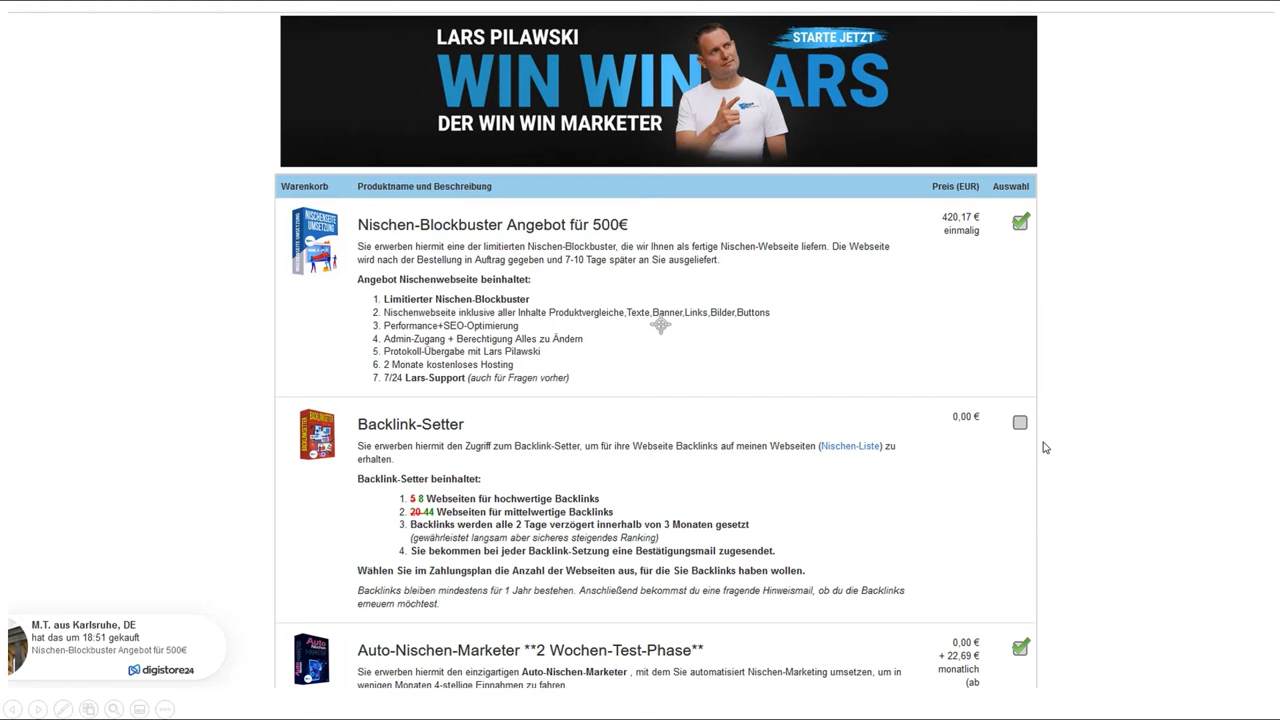 LARS PILAWSKI
STARTE JETZT
WIN WIN LARS
DER WIN WIN MARKETER
Warenkorb Produktname und Beschreibung Preis (EUR) Auswahl
Nischen-Blockbuster Angebot für 500€
420,17 €
einmalig
Sie erwerben hiermit eine der limitierten Nischen-Blockbuster, die wir Ihnen als fertige Nischen-Webseite liefern. Die Webseite
wird nach der Bestellung in Auftrag gegeben und 7-10 Tage später an Sie ausgeliefert.
Angebot Nischenwebseite beinhaltet:
1. Limitierter Nischen-Blockbuster
2. Nischenwebseite inklusive aller Inhalte Produktvergleiche,Texte,Banner,Links,Bilder,Buttons
3. Performance+SEO-Optimierung
4. Admin-Zugang + Berechtigung Alles zu Ändern
5. Protokoll-Übergabe mit Lars Pilawski
6. 2 Monate kostenloses Hosting
7. 7/24 Lars-Support (auch für Fragen vorher)
NISCHENSEITE
UMSETZUNG
Backlink-Setter
0,00 €
Sie erwerben hiermit den Zugriff zum Backlink-Setter, um für ihre Webseite Backlinks auf meinen Webseiten (Nischen-Liste) zu
erhalten.
Backlink-Setter beinhaltet:
1. 5 8 Webseiten für hochwertige Backlinks
2. 20 44 Webseiten für mittelwertige Backlinks
3. Backlinks werden alle 2 Tage verzögert innerhalb von 3 Monaten gesetzt
(gewährleistet langsam aber sicheres steigendes Ranking)
4. Sie bekommen bei jeder Backlink-Setzung eine Bestätigungsmail zugesendet.
Wählen Sie im Zahlungsplan die Anzahl der Webseiten aus, für die Sie Backlinks haben wollen.
Backlinks bleiben mindestens für 1 Jahr bestehen. Anschließend bekommst du eine fragende Hinweismail, ob du die Backlinks
erneuern möchtest.
Auto-Nischen-Marketer **2 Wochen-Test-Phase**
0,00 €
+ 22,69 €
monatlich
(ab
Sie erwerben hiermit den einzigartigen Auto-Nischen-Marketer , mit dem Sie automatisiert Nischen-Marketing umsetzen, um in
wenigen Monaten 4-stellige Einnahmen zu fahren.
M.T. aus Karlsruhe, DE
hat das um 18:51 gekauft
Nischen-Blockbuster Angebot für 500€
digistore24